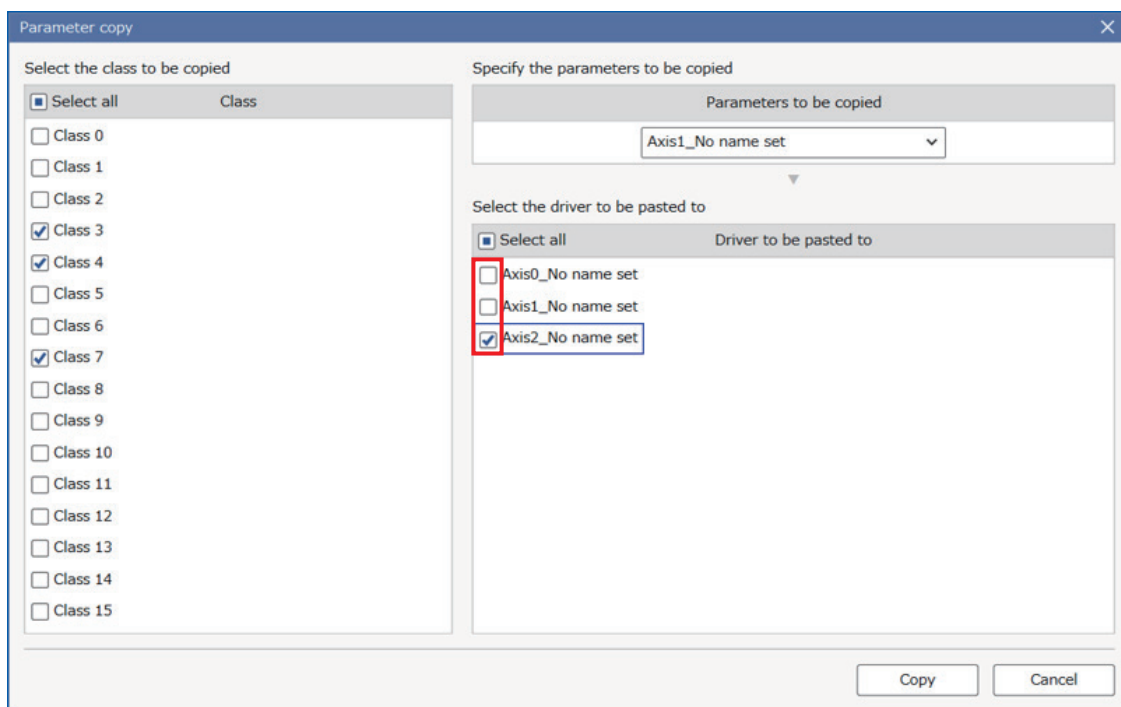 Parameter copy
Select the class to be copied
Select all Class
Class 0
Class 1
Class 2
Class 3
Class 4
Class 5
Class 6
Class 7
Class 8
Class 9
Class 10
Class 11
Class 12
Class 13
Class 14
Class 15
Specify the parameters to be copied
Parameters to be copied
Axis1_No name set
Select the driver to be pasted to
Select all Driver to be pasted to
Axis0_No name set
Axis1_No name set
Axis2_No name set
Copy Cancel